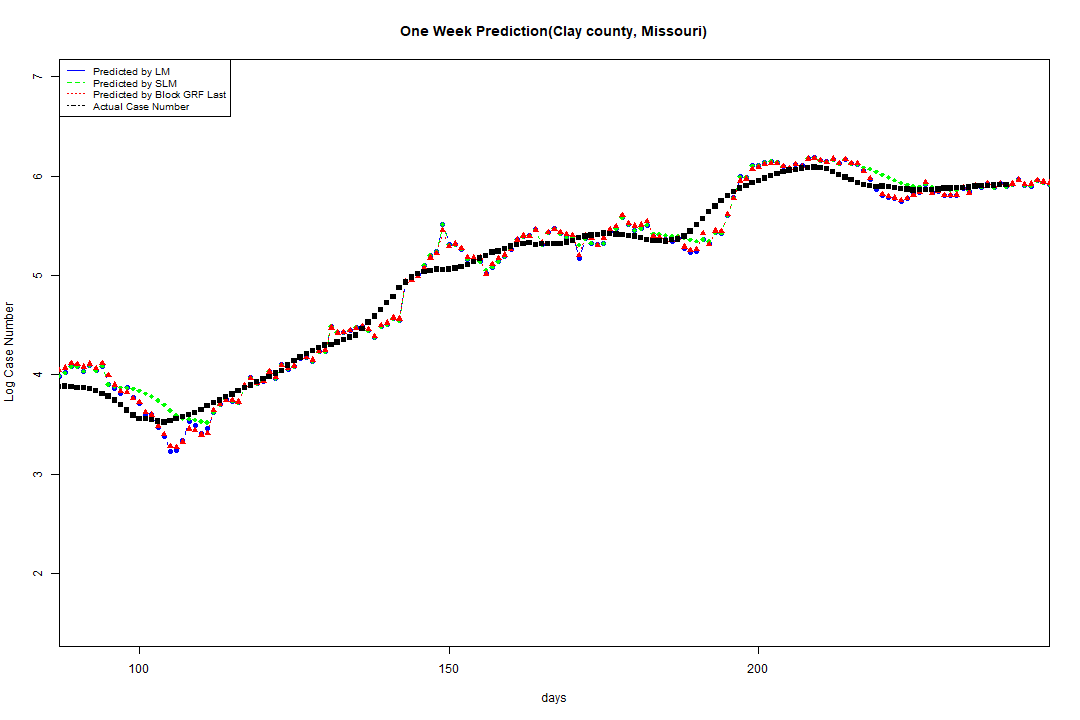 One Week Prediction(Clay county, Missouri)
Predicted by LM
Predicted by SLM
Predicted by Block GRF Last
Actual Case Number
7
6
5
4
3
2
Log Case Number
100 150 200
days